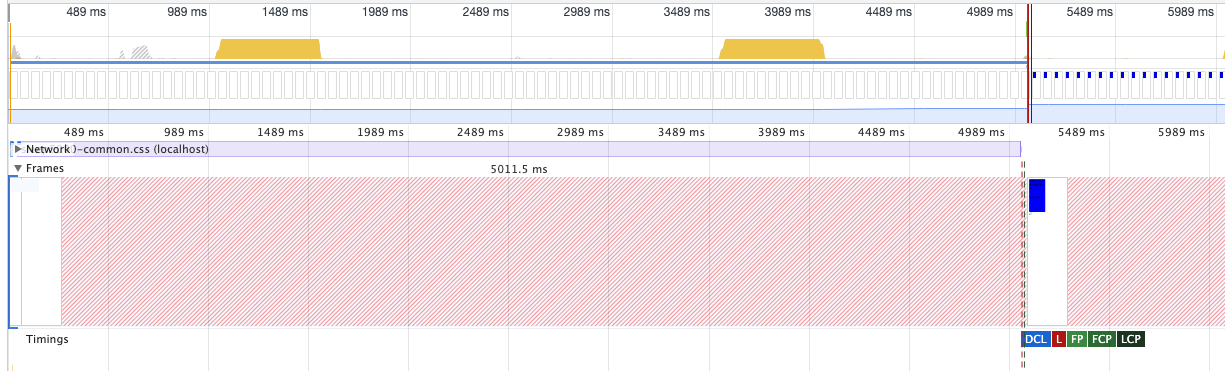 489 ms 989 ms 1489 ms 1989 ms 2489 ms 2989 ms 3489 ms 3989 ms 4489 ms 4989 ms 5489 ms 5989 ms
489 ms 989 ms 1489 ms 1989 ms 2489 ms 2989 ms 3489 ms 3989 ms 4489 ms 4989 ms 5489 ms 5989 ms
Network )-common.css (localhost)
Frames
5011.5 ms
Timings DCL L FP FCP LCP